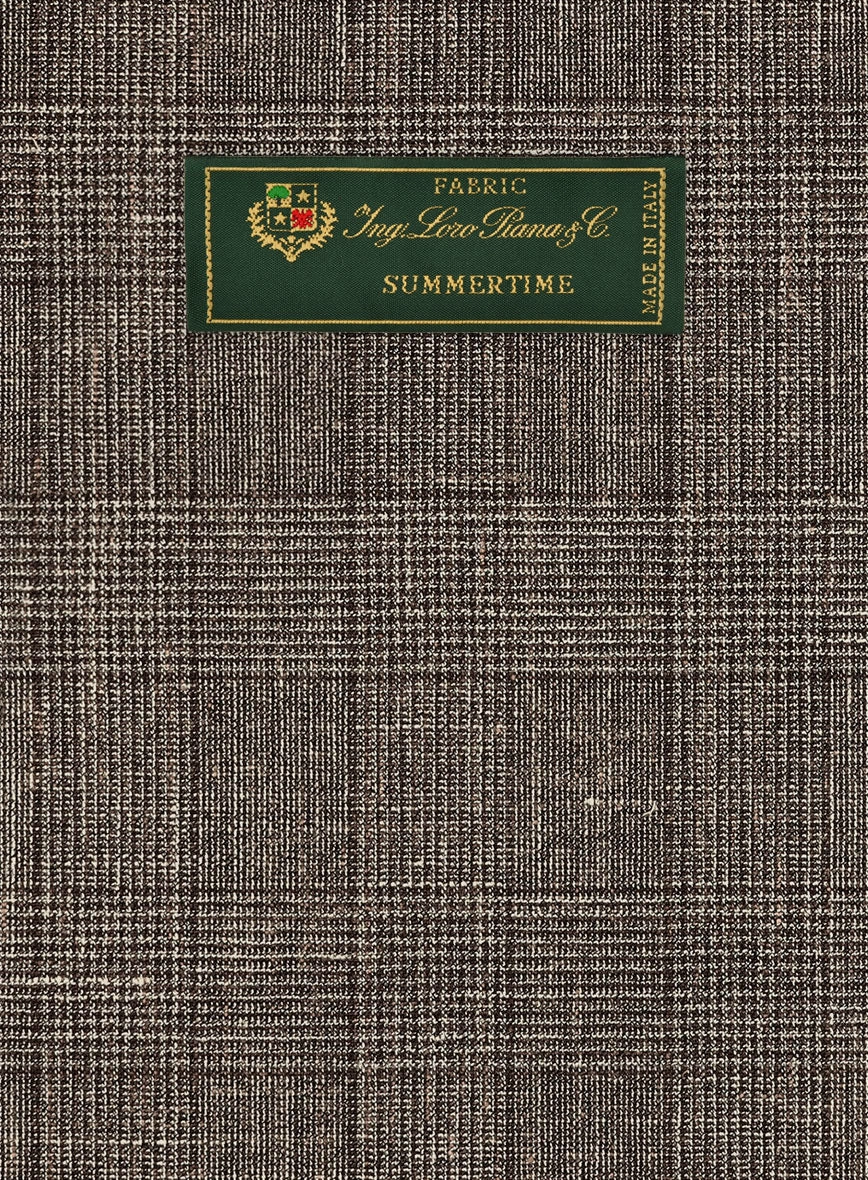 FABRIC
Ing. Loro Piana & C.
SUMMERTIME
MADE IN ITALY